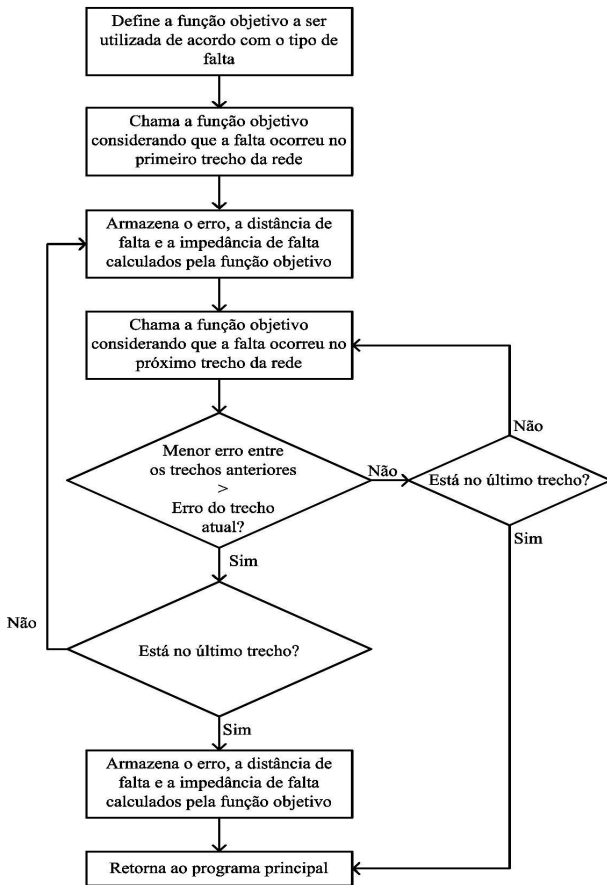 Define a função objetivo a ser
utilizada de acordo com o tipo de
falta
Chama a função objetivo
considerando que a falta ocorreu no
primeiro trecho da rede
Armazena o erro, a distância de
falta e a impedância de falta
calculados pela função objetivo
Chama a função objetivo
considerando que a falta ocorreu no
próximo trecho da rede
Não
Menor erro entre
os trechos anteriores
>
Erro do trecho
atual?
Não
Está no último trecho?
Sim
Sim
Não
Está no último trecho?
Sim
Armazena o erro, a distância de
falta e a impedância de falta
calculados pela função objetivo
Retorna ao programa principal